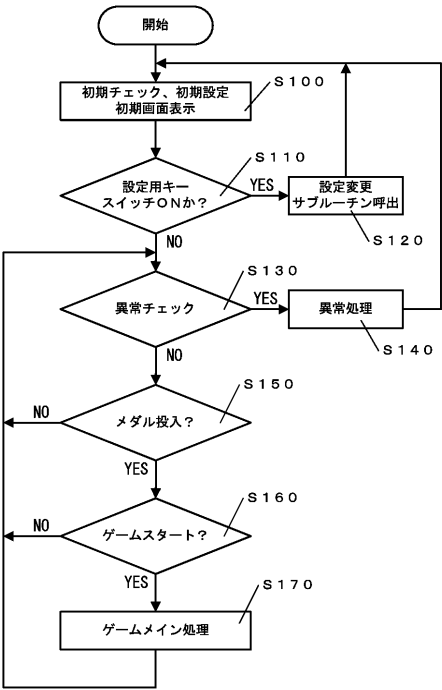 開始
初期チェック、初期設定
初期画面表示
S100
設定用キー
スイッチONか?
S110
YES
設定変更
サブルーチン呼出
S120
NO
異常チェック
S130
YES
異常処理
S140
NO
メダル投入?
S150
NO
YES
ゲームスタート?
S160
NO
YES
ゲームメイン処理
S170